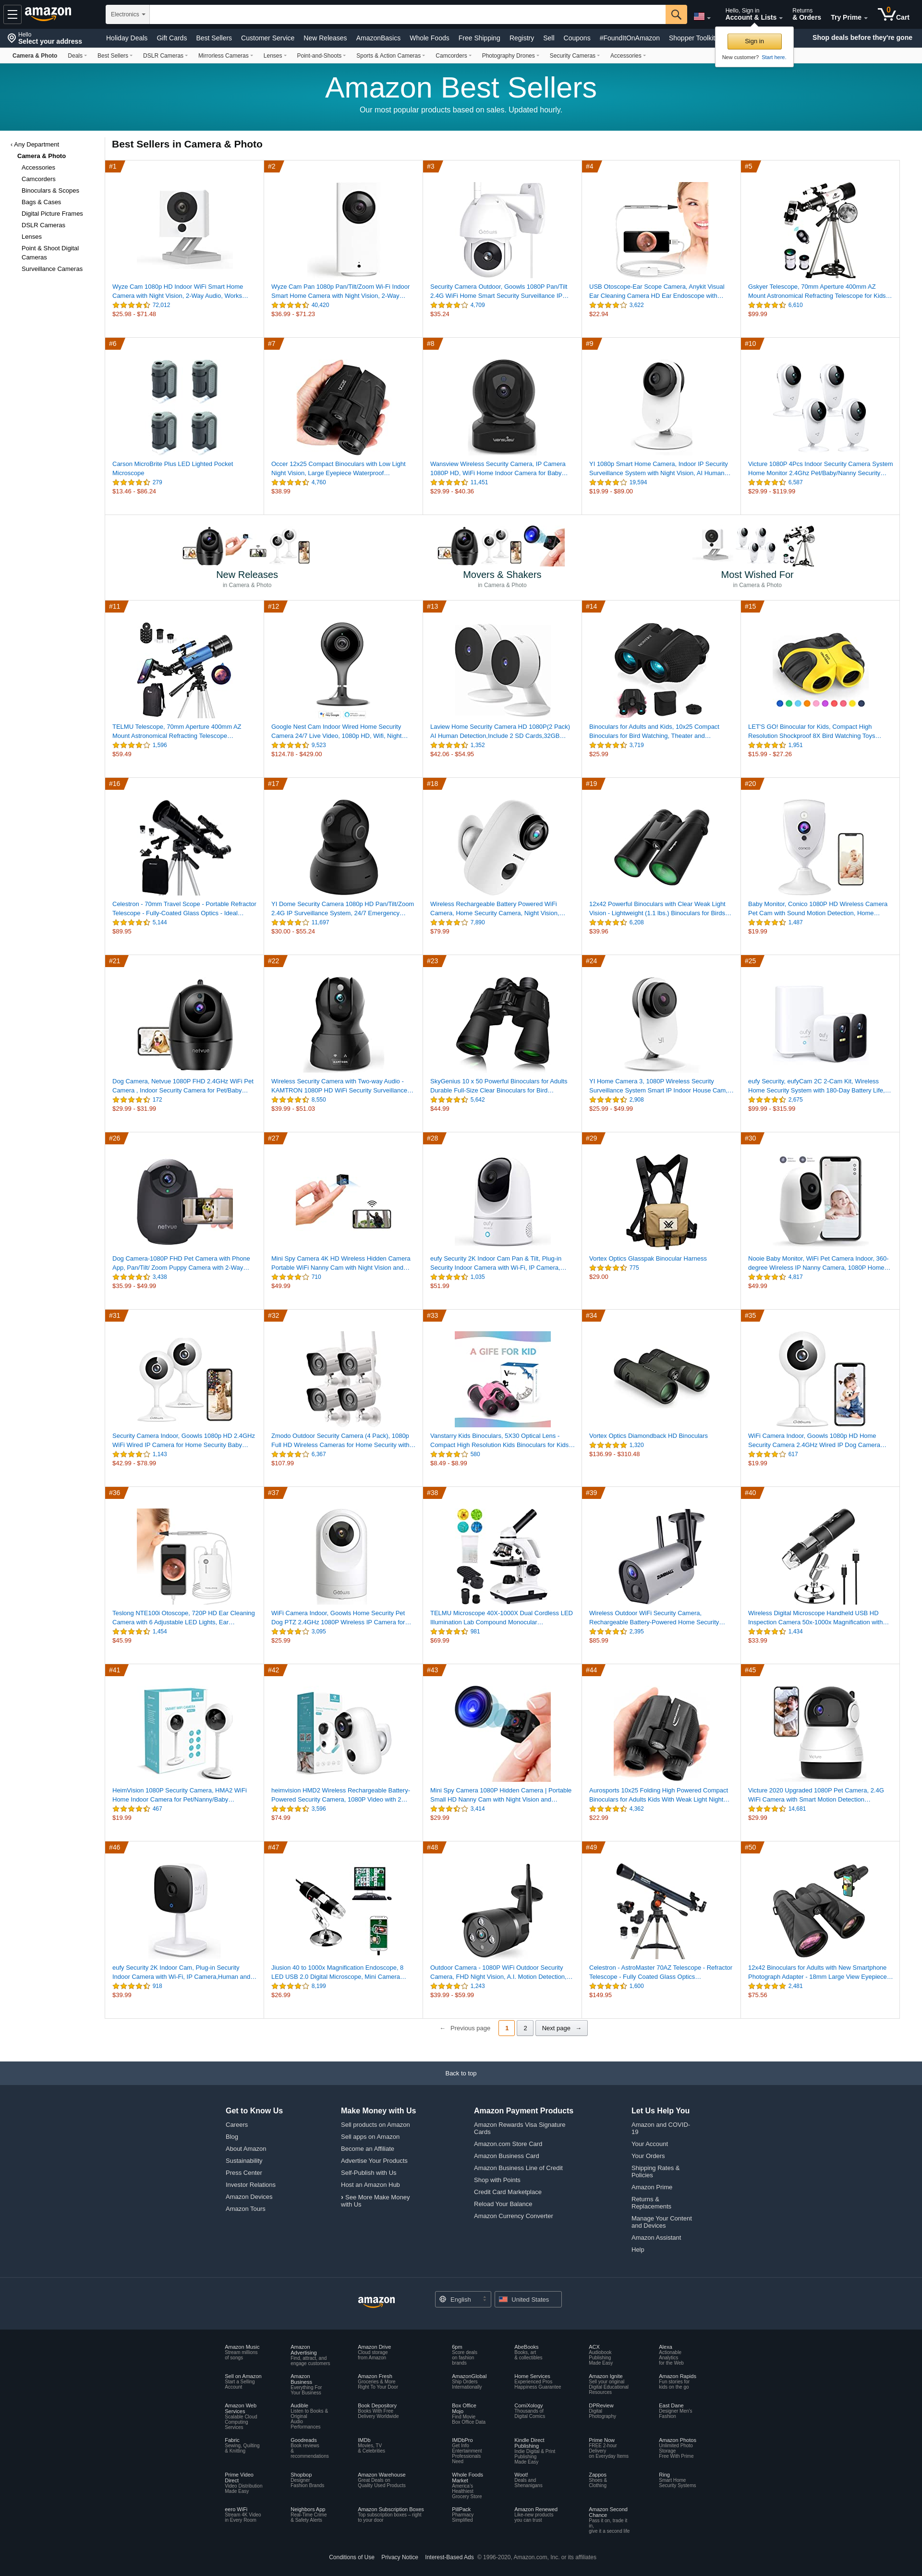 amazon
Electronics
Hello, Sign in
Account & Lists
Returns
& Orders
Try Prime
0
Cart
Hello
Select your address
Holiday Deals Gift Cards Best Sellers Customer Service New Releases AmazonBasics Whole Foods Free Shipping Registry Sell Coupons #FoundItOnAmazon Shopper Toolkit
Shop deals before they're gone
Sign in
New customer? Start here.
Camera & Photo Deals Best Sellers DSLR Cameras Mirrorless Cameras Lenses Point-and-Shoots Sports & Action Cameras Camcorders Photography Drones Security Cameras Accessories
Amazon Best Sellers
Our most popular products based on sales. Updated hourly.
‹ Any Department
Camera & Photo
Accessories
Camcorders
Binoculars & Scopes
Bags & Cases
Digital Picture Frames
DSLR Cameras
Lenses
Point & Shoot Digital
Cameras
Surveillance Cameras
Best Sellers in Camera & Photo
#1
Wyze Cam 1080p HD Indoor WiFi Smart Home
Camera with Night Vision, 2-Way Audio, Works…
72,012
$25.98 - $71.48
#2
Wyze Cam Pan 1080p Pan/Tilt/Zoom Wi-Fi Indoor
Smart Home Camera with Night Vision, 2-Way…
40,420
$36.99 - $71.23
#3
Security Camera Outdoor, Goowls 1080P Pan/Tilt
2.4G WiFi Home Smart Security Surveillance IP…
4,709
$35.24
#4
USB Otoscope-Ear Scope Camera, Anykit Visual
Ear Cleaning Camera HD Ear Endoscope with…
3,622
$22.94
#5
Gskyer Telescope, 70mm Aperture 400mm AZ
Mount Astronomical Refracting Telescope for Kids…
6,610
$99.99
#6
Carson MicroBrite Plus LED Lighted Pocket
Microscope
279
$13.46 - $86.24
#7
Occer 12x25 Compact Binoculars with Low Light
Night Vision, Large Eyepiece Waterproof…
4,760
$38.99
#8
Wansview Wireless Security Camera, IP Camera
1080P HD, WiFi Home Indoor Camera for Baby…
11,451
$29.99 - $40.36
#9
YI 1080p Smart Home Camera, Indoor IP Security
Surveillance System with Night Vision, AI Human…
19,594
$19.99 - $89.00
#10
Victure 1080P 4Pcs Indoor Security Camera System
Home Monitor 2.4Ghz Pet/Baby/Nanny Security…
6,587
$29.99 - $119.99
New Releases
in Camera & Photo
Movers & Shakers
in Camera & Photo
Most Wished For
in Camera & Photo
#11
TELMU Telescope, 70mm Aperture 400mm AZ
Mount Astronomical Refracting Telescope…
1,596
$59.49
#12
Google Nest Cam Indoor Wired Home Security
Camera 24/7 Live Video, 1080p HD, Wifi, Night…
9,523
$124.78 - $429.00
#13
Laview Home Security Camera HD 1080P(2 Pack)
AI Human Detection,Include 2 SD Cards,32GB…
1,352
$42.06 - $54.95
#14
Binoculars for Adults and Kids, 10x25 Compact
Binoculars for Bird Watching, Theater and…
3,719
$25.99
#15
LET'S GO! Binocular for Kids, Compact High
Resolution Shockproof 8X Bird Watching Toys…
1,951
$15.99 - $27.26
#16
Celestron - 70mm Travel Scope - Portable Refractor
Telescope - Fully-Coated Glass Optics - Ideal…
5,144
$89.95
#17
YI Dome Security Camera 1080p HD Pan/Tilt/Zoom
2.4G IP Surveillance System, 24/7 Emergency…
11,697
$30.00 - $55.24
#18
Wireless Rechargeable Battery Powered WiFi
Camera, Home Security Camera, Night Vision,…
7,890
$79.99
#19
12x42 Powerful Binoculars with Clear Weak Light
Vision - Lightweight (1.1 lbs.) Binoculars for Birds…
6,208
$39.96
#20
Baby Monitor, Conico 1080P HD Wireless Camera
Pet Cam with Sound Motion Detection, Home…
1,487
$19.99
#21
Dog Camera, Netvue 1080P FHD 2.4GHz WiFi Pet
Camera , Indoor Security Camera for Pet/Baby…
172
$29.99 - $31.99
#22
Wireless Security Camera with Two-way Audio -
KAMTRON 1080P HD WiFi Security Surveillance…
8,550
$39.99 - $51.03
#23
SkyGenius 10 x 50 Powerful Binoculars for Adults
Durable Full-Size Clear Binoculars for Bird…
5,642
$44.99
#24
YI Home Camera 3, 1080P Wireless Security
Surveillance System Smart IP Indoor House Cam,…
2,908
$25.99 - $49.99
#25
eufy Security, eufyCam 2C 2-Cam Kit, Wireless
Home Security System with 180-Day Battery Life,…
2,675
$99.99 - $315.99
#26
Dog Camera-1080P FHD Pet Camera with Phone
App, Pan/Tilt/ Zoom Puppy Camera with 2-Way…
3,438
$35.99 - $49.99
#27
Mini Spy Camera 4K HD Wireless Hidden Camera
Portable WiFi Nanny Cam with Night Vision and…
710
$49.99
#28
eufy Security 2K Indoor Cam Pan & Tilt, Plug-in
Security Indoor Camera with Wi-Fi, IP Camera,…
1,035
$51.99
#29
Vortex Optics Glasspak Binocular Harness
775
$29.00
#30
Nooie Baby Monitor, WiFi Pet Camera Indoor, 360-
degree Wireless IP Nanny Camera, 1080P Home…
4,817
$49.99
#31
Security Camera Indoor, Goowls 1080p HD 2.4GHz
WiFi Wired IP Camera for Home Security Baby…
1,143
$42.99 - $78.99
#32
Zmodo Outdoor Security Camera (4 Pack), 1080p
Full HD Wireless Cameras for Home Security with…
6,367
$107.99
#33
A GIFE FOR KID
Vanstarry Kids Binoculars, 5X30 Optical Lens -
Compact High Resolution Kids Binoculars for Kids…
580
$8.49 - $8.99
#34
Vortex Optics Diamondback HD Binoculars
1,320
$136.99 - $310.48
#35
WiFi Camera Indoor, Goowls 1080p HD Home
Security Camera 2.4GHz Wired IP Dog Camera…
617
$19.99
#36
Teslong NTE100i Otoscope, 720P HD Ear Cleaning
Camera with 6 Adjustable LED Lights, Ear…
1,454
$45.99
#37
WiFi Camera Indoor, Goowls Home Security Pet
Dog PTZ 2.4GHz 1080P Wireless IP Camera for…
3,095
$25.99
#38
TELMU Microscope 40X-1000X Dual Cordless LED
Illumination Lab Compound Monocular…
981
$69.99
#39
Wireless Outdoor WiFi Security Camera,
Rechargeable Battery-Powered Home Security…
2,395
$85.99
#40
Wireless Digital Microscope Handheld USB HD
Inspection Camera 50x-1000x Magnification with…
1,434
$33.99
#41
HeimVision 1080P Security Camera, HMA2 WiFi
Home Indoor Camera for Pet/Nanny/Baby…
467
$19.99
#42
heimvision HMD2 Wireless Rechargeable Battery-
Powered Security Camera, 1080P Video with 2…
3,596
$74.99
#43
Mini Spy Camera 1080P Hidden Camera | Portable
Small HD Nanny Cam with Night Vision and…
3,414
$29.99
#44
Aurosports 10x25 Folding High Powered Compact
Binoculars for Adults Kids With Weak Light Night…
4,362
$22.99
#45
Victure 2020 Upgraded 1080P Pet Camera, 2.4G
WiFi Camera with Smart Motion Detection…
14,681
$29.99
#46
eufy Security 2K Indoor Cam, Plug-in Security
Indoor Camera with Wi-Fi, IP Camera,Human and…
918
$39.99
#47
Jiusion 40 to 1000x Magnification Endoscope, 8
LED USB 2.0 Digital Microscope, Mini Camera…
8,199
$26.99
#48
Outdoor Camera - 1080P WiFi Outdoor Security
Camera, FHD Night Vision, A.I. Motion Detection,…
1,243
$39.99 - $59.99
#49
Celestron - AstroMaster 70AZ Telescope - Refractor
Telescope - Fully Coated Glass Optics…
1,600
$149.95
#50
12x42 Binoculars for Adults with New Smartphone
Photograph Adapter - 18mm Large View Eyepiece…
2,481
$75.56
← Previous page 1 2 Next page →
Back to top
Get to Know Us
Careers
Blog
About Amazon
Sustainability
Press Center
Investor Relations
Amazon Devices
Amazon Tours
Make Money with Us
Sell products on Amazon
Sell apps on Amazon
Become an Affiliate
Advertise Your Products
Self-Publish with Us
Host an Amazon Hub
› See More Make Money
with Us
Amazon Payment Products
Amazon Rewards Visa Signature
Cards
Amazon.com Store Card
Amazon Business Card
Amazon Business Line of Credit
Shop with Points
Credit Card Marketplace
Reload Your Balance
Amazon Currency Converter
Let Us Help You
Amazon and COVID-
19
Your Account
Your Orders
Shipping Rates &
Policies
Amazon Prime
Returns &
Replacements
Manage Your Content
and Devices
Amazon Assistant
Help
amazon
English
United States
Amazon Music
Stream millions
of songs
Amazon
Advertising
Find, attract, and
engage customers
Amazon Drive
Cloud storage
from Amazon
6pm
Score deals
on fashion
brands
AbeBooks
Books, art
& collectibles
ACX
Audiobook
Publishing
Made Easy
Alexa
Actionable
Analytics
for the Web
Sell on Amazon
Start a Selling
Account
Amazon
Business
Everything For
Your Business
Amazon Fresh
Groceries & More
Right To Your Door
AmazonGlobal
Ship Orders
Internationally
Home Services
Experienced Pros
Happiness Guarantee
Amazon Ignite
Sell your original
Digital Educational
Resources
Amazon Rapids
Fun stories for
kids on the go
Amazon Web
Services
Scalable Cloud
Computing
Services
Audible
Listen to Books &
Original
Audio
Performances
Book Depository
Books With Free
Delivery Worldwide
Box Office
Mojo
Find Movie
Box Office Data
ComiXology
Thousands of
Digital Comics
DPReview
Digital
Photography
East Dane
Designer Men's
Fashion
Fabric
Sewing, Quilting
& Knitting
Goodreads
Book reviews
&
recommendations
IMDb
Movies, TV
& Celebrities
IMDbPro
Get Info
Entertainment
Professionals
Need
Kindle Direct
Publishing
Indie Digital & Print
Publishing
Made Easy
Prime Now
FREE 2-hour
Delivery
on Everyday Items
Amazon Photos
Unlimited Photo
Storage
Free With Prime
Prime Video
Direct
Video Distribution
Made Easy
Shopbop
Designer
Fashion Brands
Amazon Warehouse
Great Deals on
Quality Used Products
Whole Foods
Market
America's
Healthiest
Grocery Store
Woot!
Deals and
Shenanigans
Zappos
Shoes &
Clothing
Ring
Smart Home
Security Systems
eero WiFi
Stream 4K Video
in Every Room
Neighbors App
Real-Time Crime
& Safety Alerts
Amazon Subscription Boxes
Top subscription boxes – right
to your door
PillPack
Pharmacy
Simplified
Amazon Renewed
Like-new products
you can trust
Amazon Second
Chance
Pass it on, trade it
in,
give it a second life
Conditions of Use Privacy Notice Interest-Based Ads © 1996-2020, Amazon.com, Inc. or its affiliates